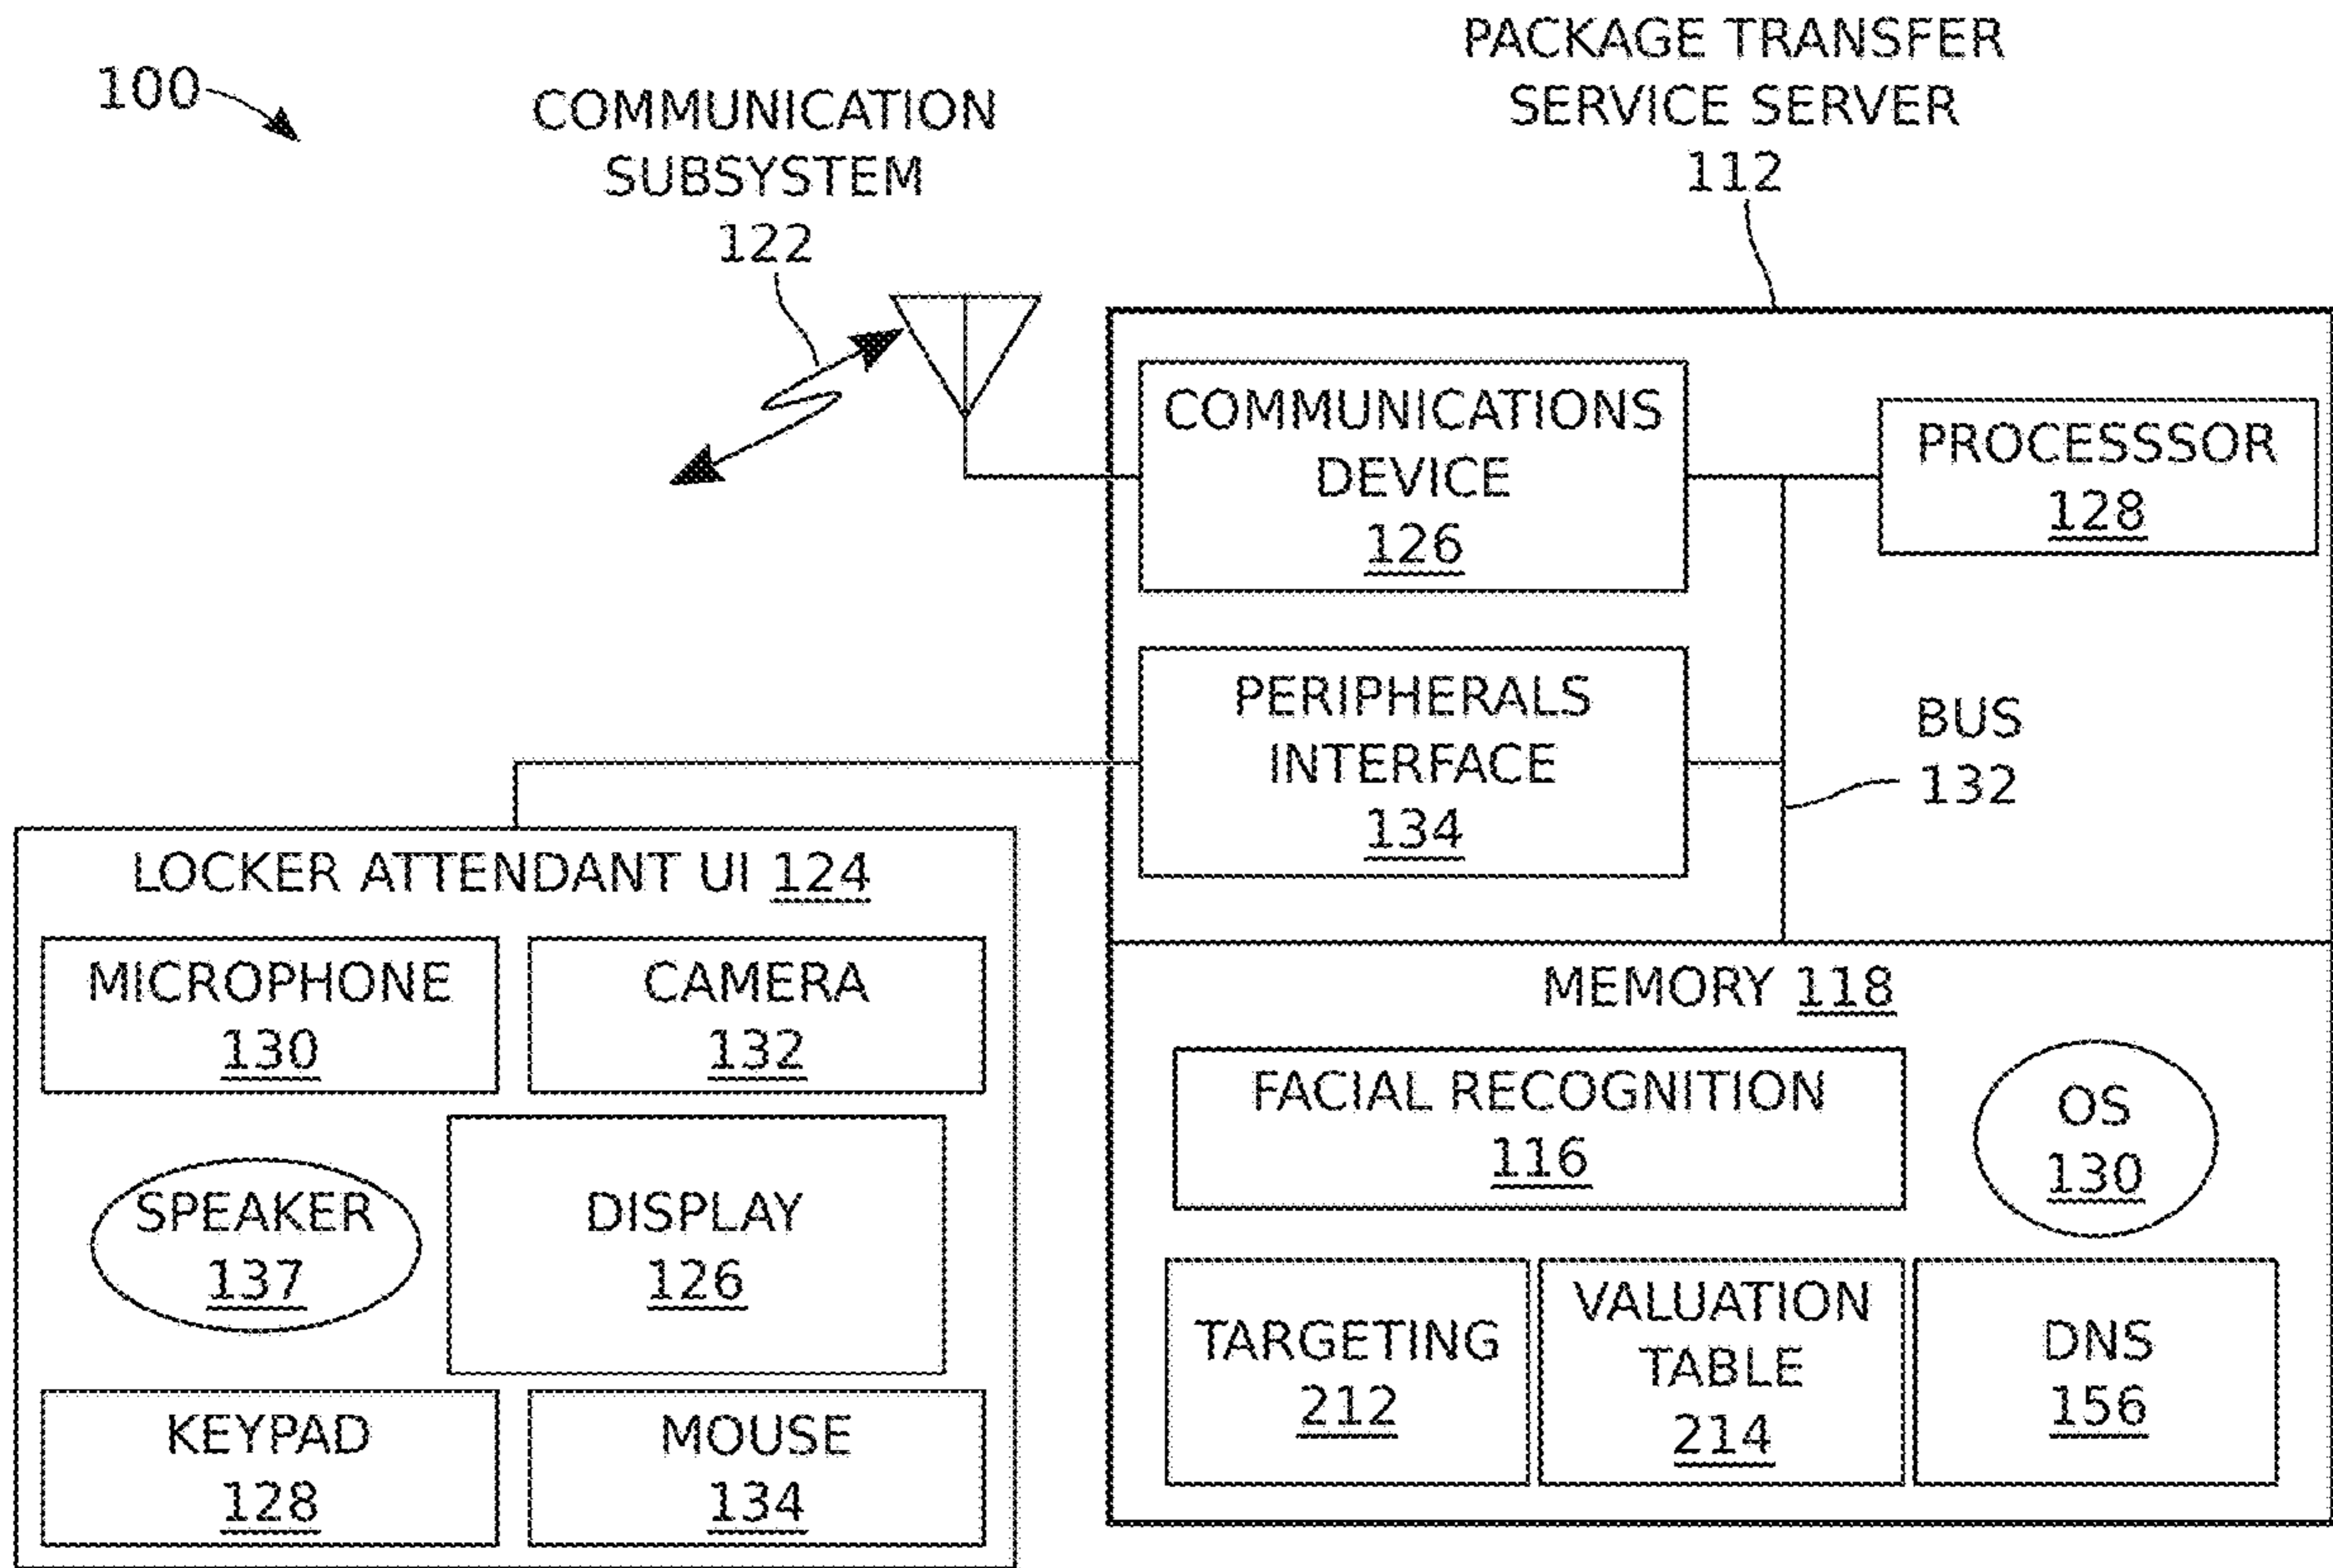 100
COMMUNICATION
SUBSYSTEM
122
PACKAGE TRANSFER
SERVICE SERVER
112
COMMUNICATIONS
DEVICE
126
PROCESSSOR
128
PERIPHERALS
INTERFACE
134
BUS
132
LOCKER ATTENDANT UI 124
MICROPHONE
130
CAMERA
132
SPEAKER
137
DISPLAY
126
KEYPAD
128
MOUSE
134
MEMORY 118
FACIAL RECOGNITION
116
OS
130
TARGETING
212
VALUATION
TABLE
214
DNS
156